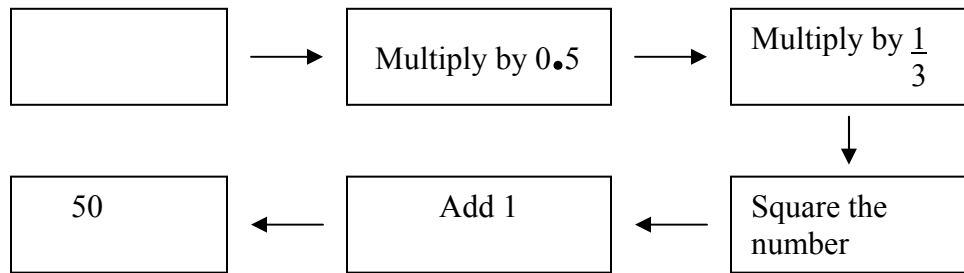 Multiply by 0.5
Multiply by 1/3
Square the
number
Add 1
50